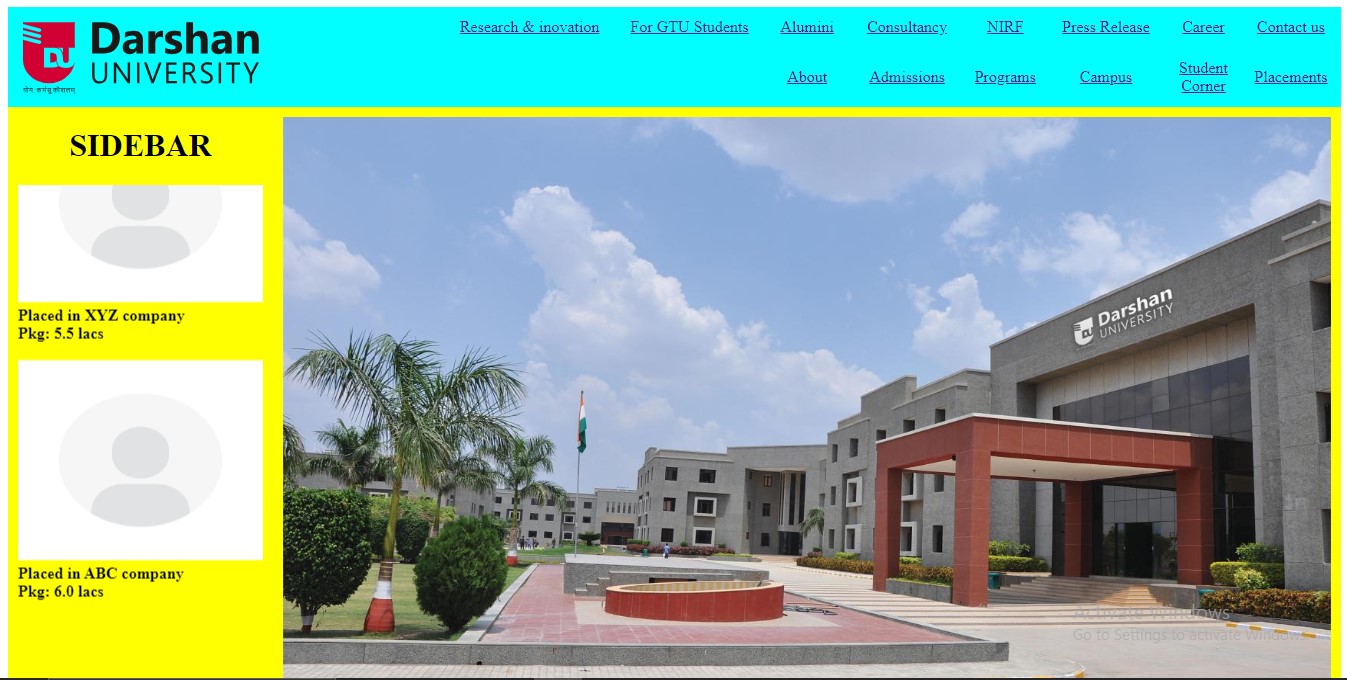 Darshan
UNIVERSITY
योगः कर्मसु कौशलम्
Research & inovation For GTU Students Alumini Consultancy NIRF Press Release Career Contact us
About Admissions Programs Campus Student Corner Placements
SIDEBAR
Placed in XYZ company
Pkg: 5.5 lacs
Placed in ABC company
Pkg: 6.0 lacs
Darshan
UNIVERSITY
Activate Windows
Go to Settings to activate Windows.